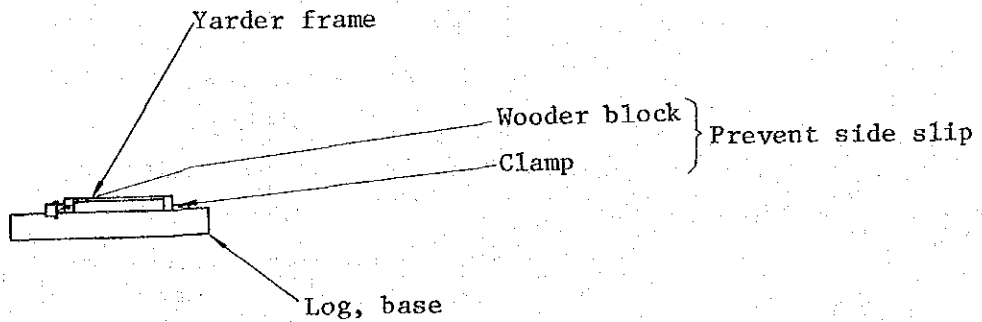 Yarder frame
Wooder block
Prevent side slip
Clamp
Log, base